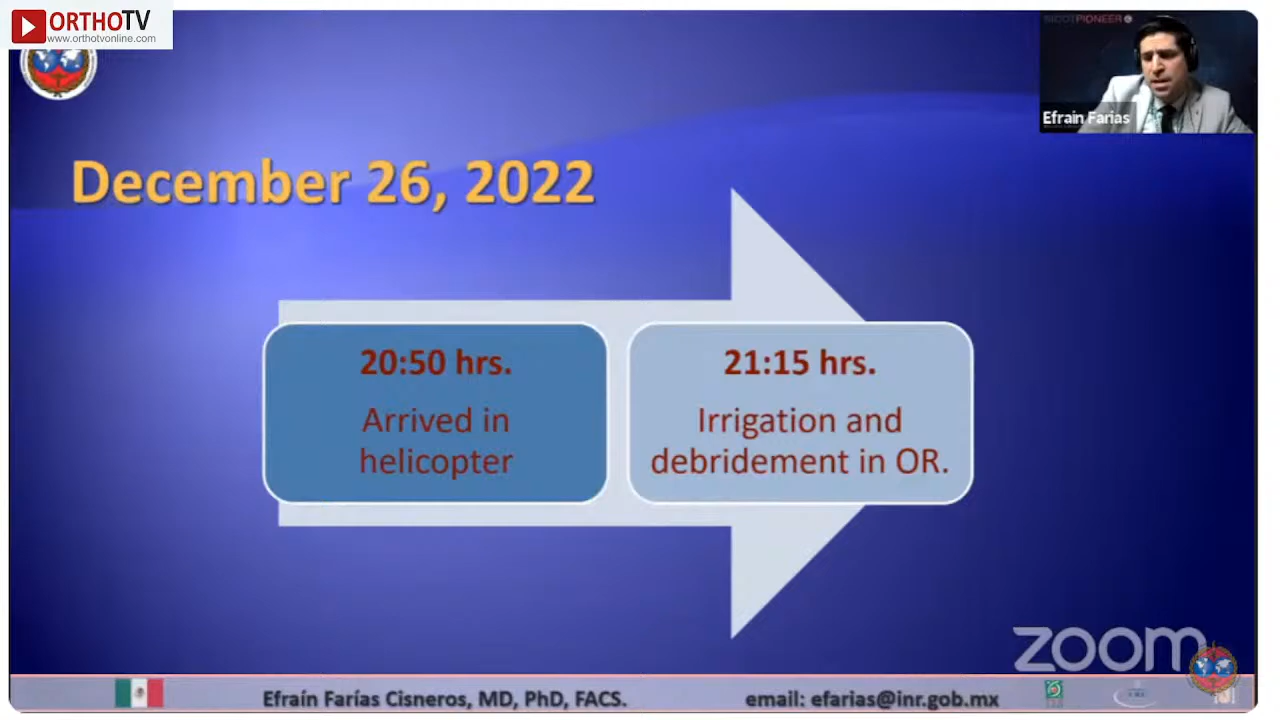 ORTHOTV
www.orthotvonline.com
PIONEER
Efrain Farias
December 26, 2022
20:50 hrs.
Arrived in
helicopter
21:15 hrs.
Irrigation and
debridement in OR.
zoom
Efraín Farías Cisneros, MD, PhD, FACS.
email: efarias@inr.gob.mx